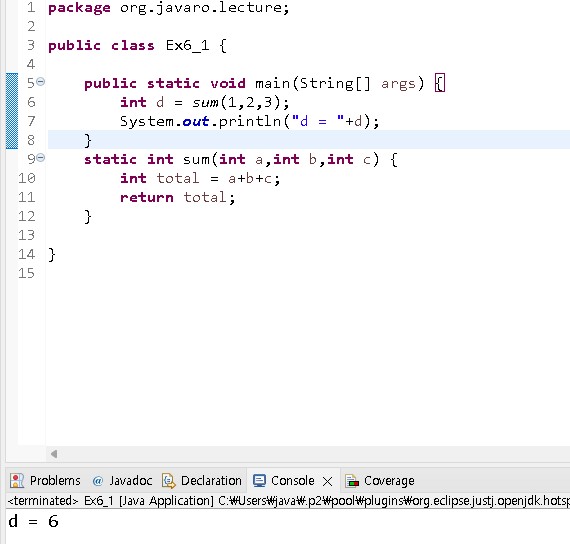 1 package org.javaro.lecture;
2
3 public class Ex6_1 {
4
5 public static void main(String[] args) {
6 int d = sum(1,2,3);
7 System.out.println("d = "+d);
8 }
9 static int sum(int a,int b,int c) {
10 int total = a+b+c;
11 return total;
12 }
13
14 }
15
Problems @ Javadoc Declaration Console Coverage
<terminated> Ex6_1 [Java Application] C:₩Users₩java₩.p2₩pool₩plugins₩org.eclipse.justj.openjdk.hotsp
d = 6